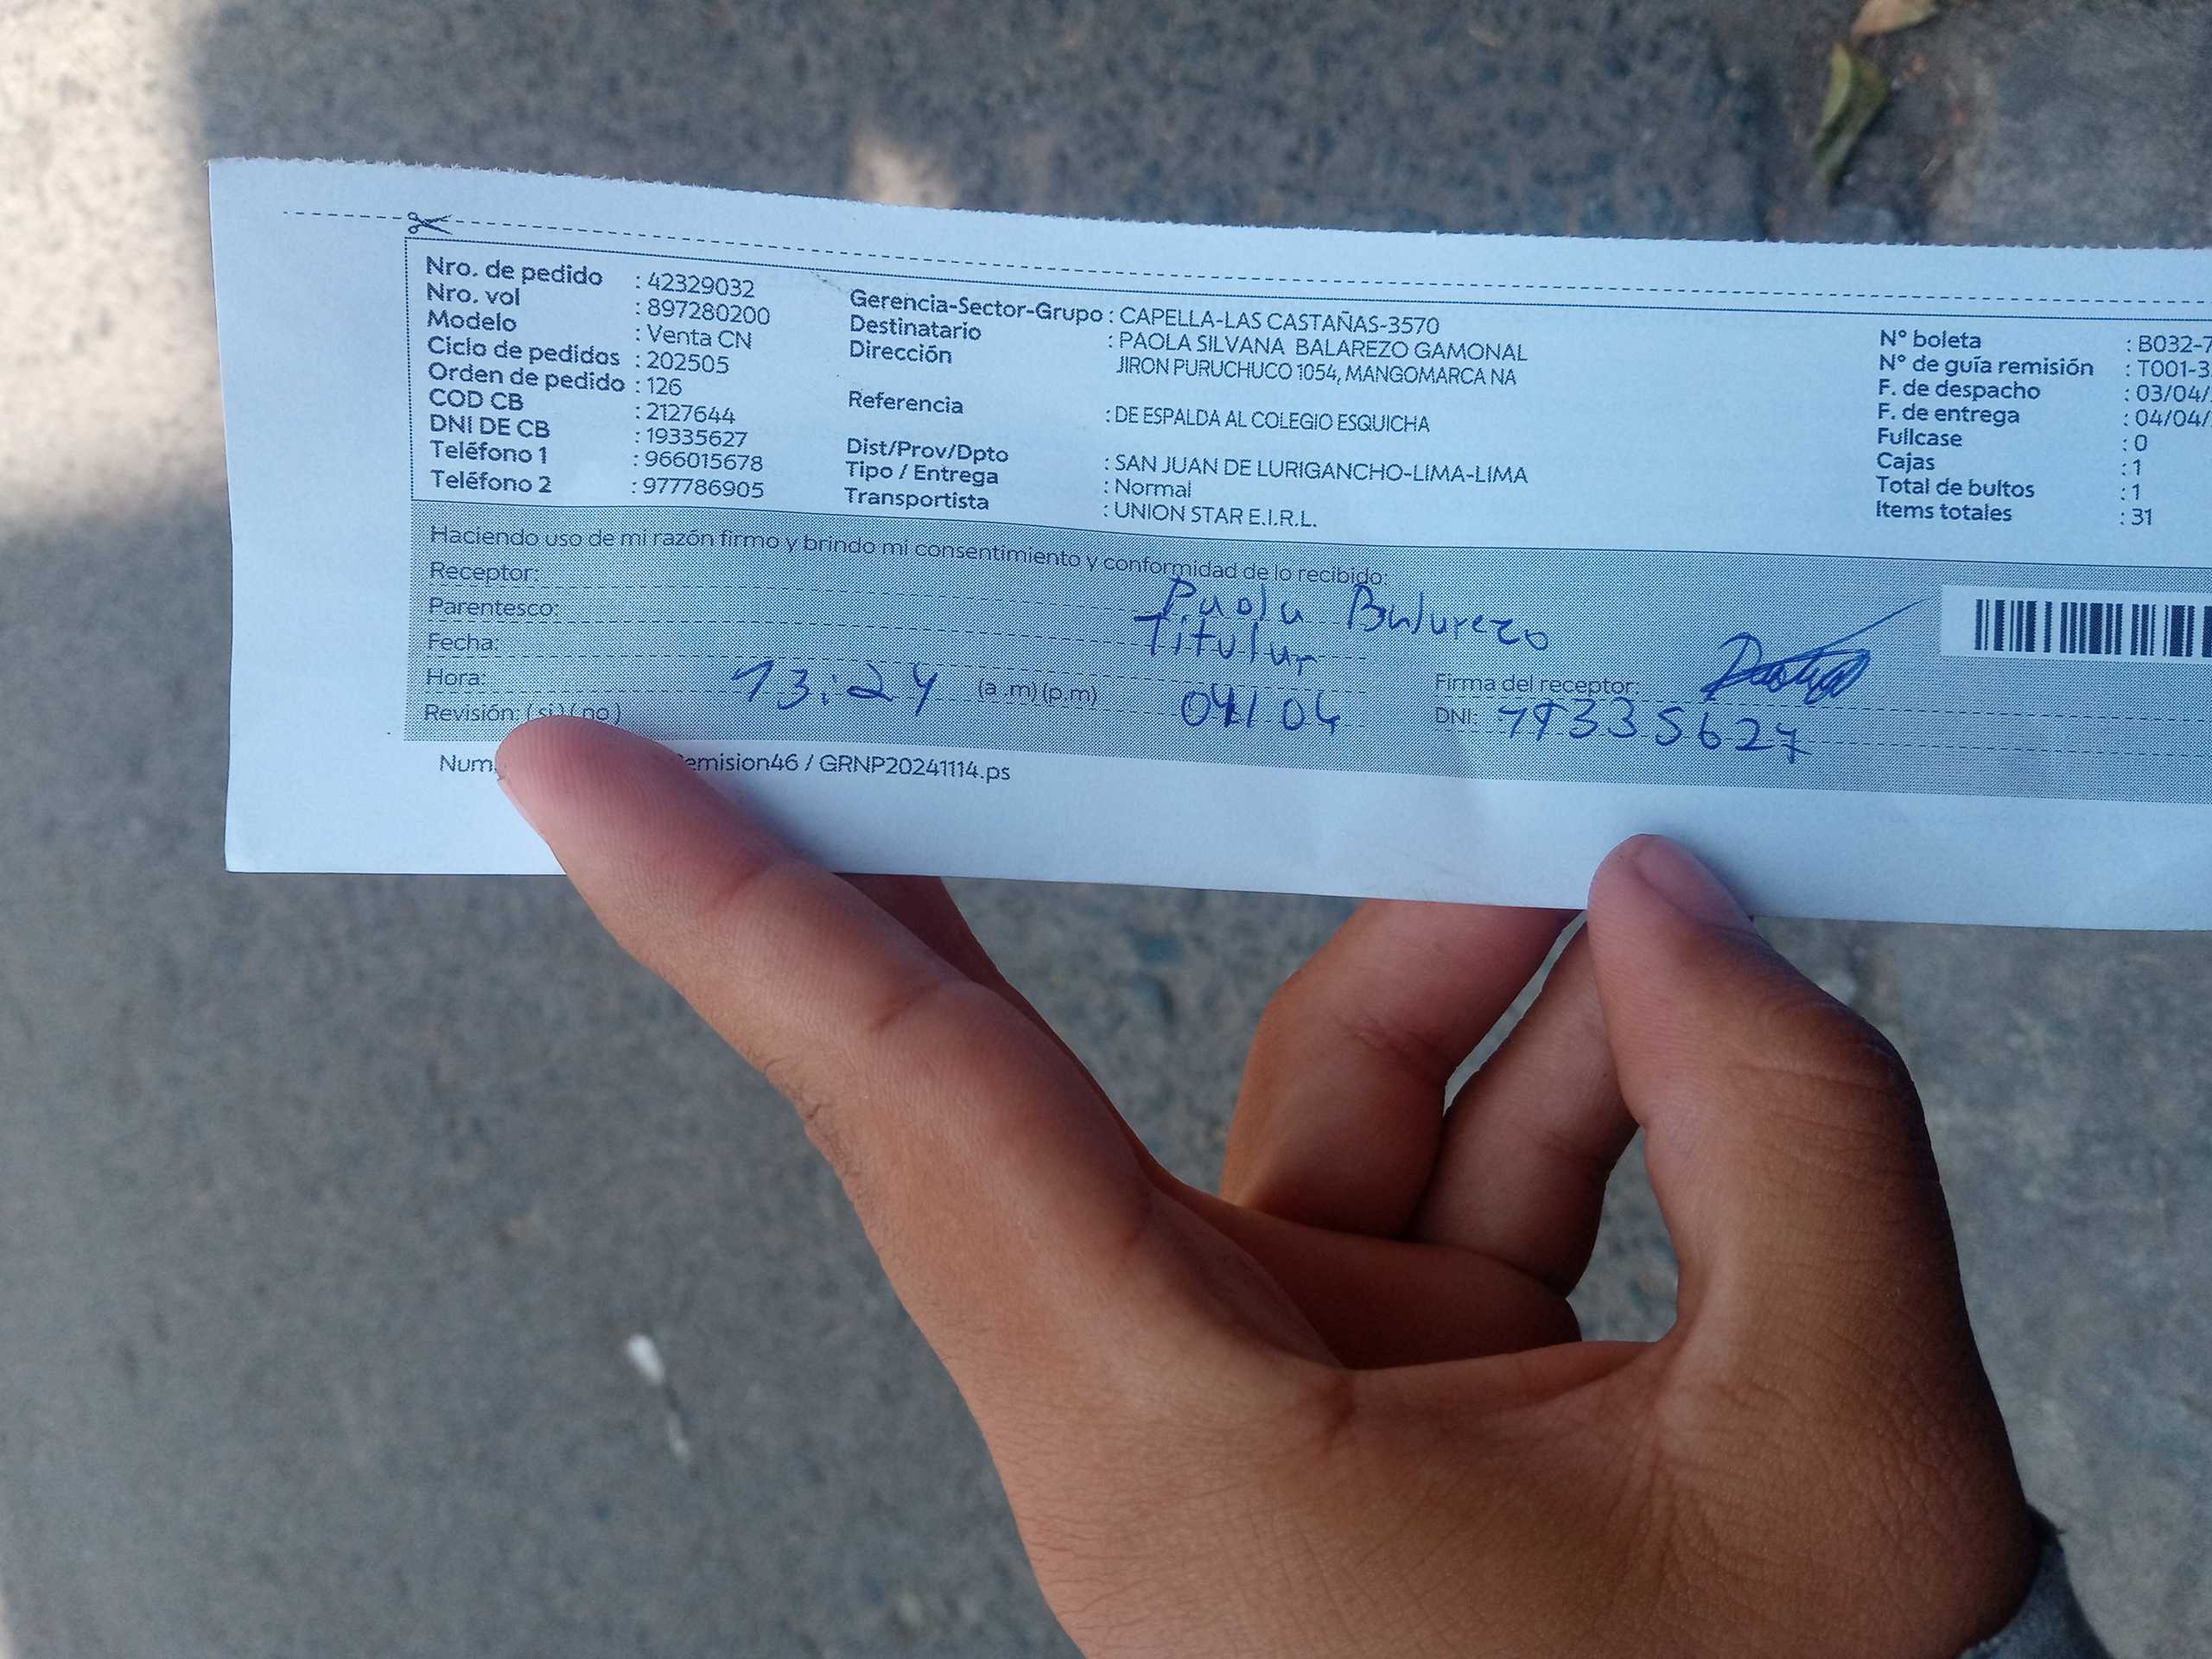 Nro. de pedido : 42329032
Nro. vol : 897280200
Modelo : Venta CN
Ciclo de pedidos : 202505
Orden de pedido : 126
COD CB : 2127644
DNI DE CB : 19335627
Teléfono 1 : 966015678
Teléfono 2 : 977786905
Gerencia-Sector-Grupo : CAPELLA-LAS CASTAÑAS-3570
Destinatario : PAOLA SILVANA BALAREZO GAMONAL
Dirección JIRON PURUCHUCO 1054, MANGOMARCA NA
Referencia : DE ESPALDA AL COLEGIO ESQUICHA
Dist/Prov/Dpto : SAN JUAN DE LURIGANCHO-LIMA-LIMA
Tipo / Entrega : Normal
Transportista : UNION STAR E.I.R.L.
N° boleta : B032-7
N° de guía remisión : T001-3
F. de despacho : 03/04/
F. de entrega : 04/04/
Fullcase : 0
Cajas : 1
Total de bultos : 1
Items totales : 31
Haciendo uso de mi razón firmo y brindo mi consentimiento y conformidad de lo recibido:
Receptor: Paola Balarezo
Parentesco: Titular
Fecha: 04/04
Hora: 13:24 (a .m) (p.m)
Revisión: (si) (no)
Firma del receptor:
DNI: 19335627
Num. emision46 / GRNP20241114.ps